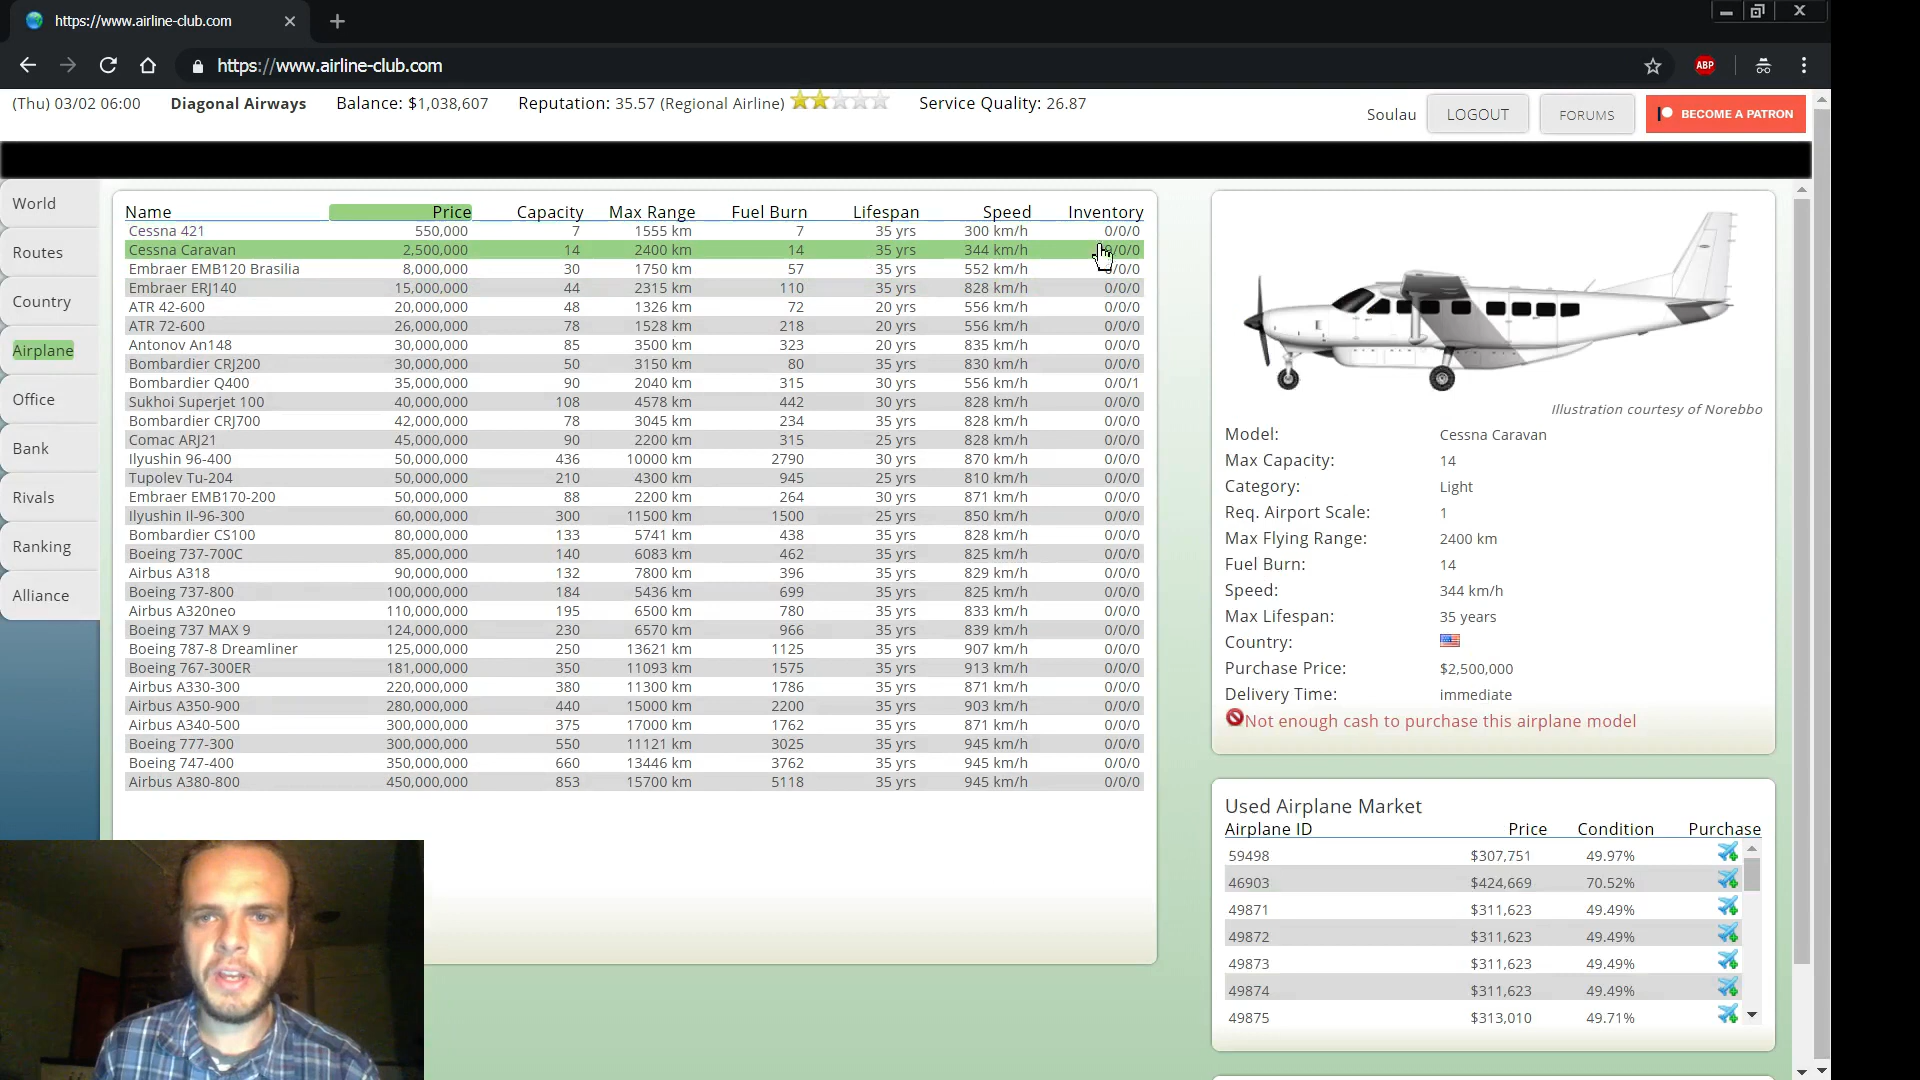 https://www.airline-club.com
https://www.airline-club.com
ABP
(Thu) 03/02 06:00 Diagonal Airways Balance: $1,038,607 Reputation: 35.57 (Regional Airline) Service Quality: 26.87
Soulau LOGOUT FORUMS BECOME A PATRON
World
Routes
Country
Airplane
Office
Bank
Rivals
Ranking
Alliance
Name Price Capacity Max Range Fuel Burn Lifespan Speed Inventory
Cessna 421 550,000 7 1555 km 7 35 yrs 300 km/h 0/0/0
Cessna Caravan 2,500,000 14 2400 km 14 35 yrs 344 km/h 0/0/0
Embraer EMB120 Brasilia 8,000,000 30 1750 km 57 35 yrs 552 km/h 0/0/0
Embraer ERJ140 15,000,000 44 2315 km 110 35 yrs 828 km/h 0/0/0
ATR 42-600 20,000,000 48 1326 km 72 20 yrs 556 km/h 0/0/0
ATR 72-600 26,000,000 78 1528 km 218 20 yrs 556 km/h 0/0/0
Antonov An148 30,000,000 85 3500 km 323 20 yrs 835 km/h 0/0/0
Bombardier CRJ200 30,000,000 50 3150 km 80 35 yrs 830 km/h 0/0/0
Bombardier Q400 35,000,000 90 2040 km 315 30 yrs 556 km/h 0/0/1
Sukhoi Superjet 100 40,000,000 108 4578 km 442 30 yrs 828 km/h 0/0/0
Bombardier CRJ700 42,000,000 78 3045 km 234 35 yrs 828 km/h 0/0/0
Comac ARJ21 45,000,000 90 2200 km 315 25 yrs 828 km/h 0/0/0
Ilyushin 96-400 50,000,000 436 10000 km 2790 30 yrs 870 km/h 0/0/0
Tupolev Tu-204 50,000,000 210 4300 km 945 25 yrs 810 km/h 0/0/0
Embraer EMB170-200 50,000,000 88 2200 km 264 30 yrs 871 km/h 0/0/0
Ilyushin Il-96-300 60,000,000 300 11500 km 1500 25 yrs 850 km/h 0/0/0
Bombardier CS100 80,000,000 133 5741 km 438 35 yrs 828 km/h 0/0/0
Boeing 737-700C 85,000,000 140 6083 km 462 35 yrs 825 km/h 0/0/0
Airbus A318 90,000,000 132 7800 km 396 35 yrs 829 km/h 0/0/0
Boeing 737-800 100,000,000 184 5436 km 699 35 yrs 825 km/h 0/0/0
Airbus A320neo 110,000,000 195 6500 km 780 35 yrs 833 km/h 0/0/0
Boeing 737 MAX 9 124,000,000 230 6570 km 966 35 yrs 839 km/h 0/0/0
Boeing 787-8 Dreamliner 125,000,000 250 13621 km 1125 35 yrs 907 km/h 0/0/0
Boeing 767-300ER 181,000,000 350 11093 km 1575 35 yrs 913 km/h 0/0/0
Airbus A330-300 220,000,000 380 11300 km 1786 35 yrs 871 km/h 0/0/0
Airbus A350-900 280,000,000 440 15000 km 2200 35 yrs 903 km/h 0/0/0
Airbus A340-500 300,000,000 375 17000 km 1762 35 yrs 871 km/h 0/0/0
Boeing 777-300 300,000,000 550 11121 km 3025 35 yrs 945 km/h 0/0/0
Boeing 747-400 350,000,000 660 13446 km 3762 35 yrs 945 km/h 0/0/0
Airbus A380-800 450,000,000 853 15700 km 5118 35 yrs 945 km/h 0/0/0
Illustration courtesy of Norebbo
Model: Cessna Caravan
Max Capacity: 14
Category: Light
Req. Airport Scale: 1
Max Flying Range: 2400 km
Fuel Burn: 14
Speed: 344 km/h
Max Lifespan: 35 years
Country:
Purchase Price: $2,500,000
Delivery Time: immediate
Not enough cash to purchase this airplane model
Used Airplane Market
Airplane ID Price Condition Purchase
59498 $307,751 49.97%
46903 $424,669 70.52%
49871 $311,623 49.49%
49872 $311,623 49.49%
49873 $311,623 49.49%
49874 $311,623 49.49%
49875 $313,010 49.71%